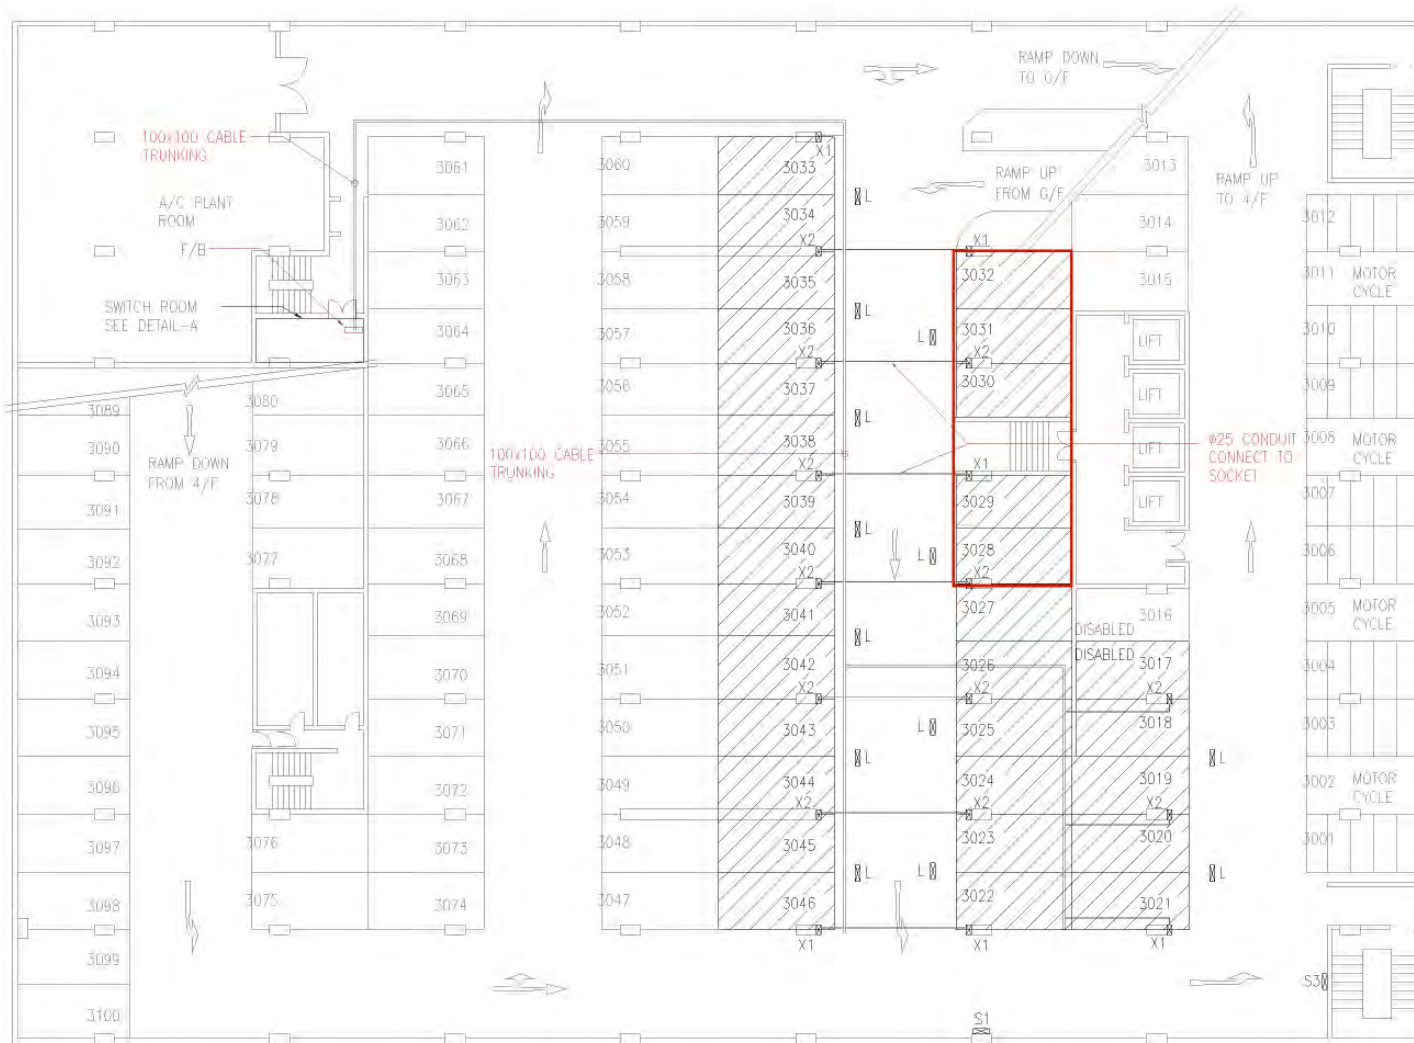 RAMP DOWN
TO G/F
100x100 CABLE
TRUNKING
X1
3061
3060
3033
3013
RAMP UP
FROM G/F
RAMP UP
TO 4/F
L
A/C PLANT
ROOM
3062
3059
3034
3014
3012
F/B
X2
X1
3063
3058
3035
3032
3015
3011
MOTOR
CYCLE
SWITCH ROOM
SEE DETAIL-A
L
3064
3057
3036
3031
3010
L
LIFT
X2
X2
3065
3056
3037
3030
3009
LIFT
3089
3080
L
3090
3079
3066
3055
3038
3008
MOTOR
CYCLE
LIFT
100x100 CABLE
TRUNKING
ø25 CONDUIT
CONNECT TO
SOCKET
RAMP DOWN
FROM 4/F
X2
X1
3091
3078
3067
3054
3039
3029
3007
LIFT
L
3092
3077
3068
3053
3040
3028
3006
L
X2
X2
3093
3069
3052
3041
3027
3016
3005
MOTOR
CYCLE
DISABLED
DISABLED
L
3094
3070
3051
3042
3026
3017
3004
X2
X2
X2
3095
3071
3050
3043
3025
3018
3003
L
L
L
3096
3072
3049
3044
3024
3019
3002
MOTOR
CYCLE
X2
X2
X2
3097
3076
3073
3048
3045
3023
3020
3001
L
L
L
3098
3075
3074
3047
3046
3022
3021
X1
X1
X1
3099
S3
3100
S1